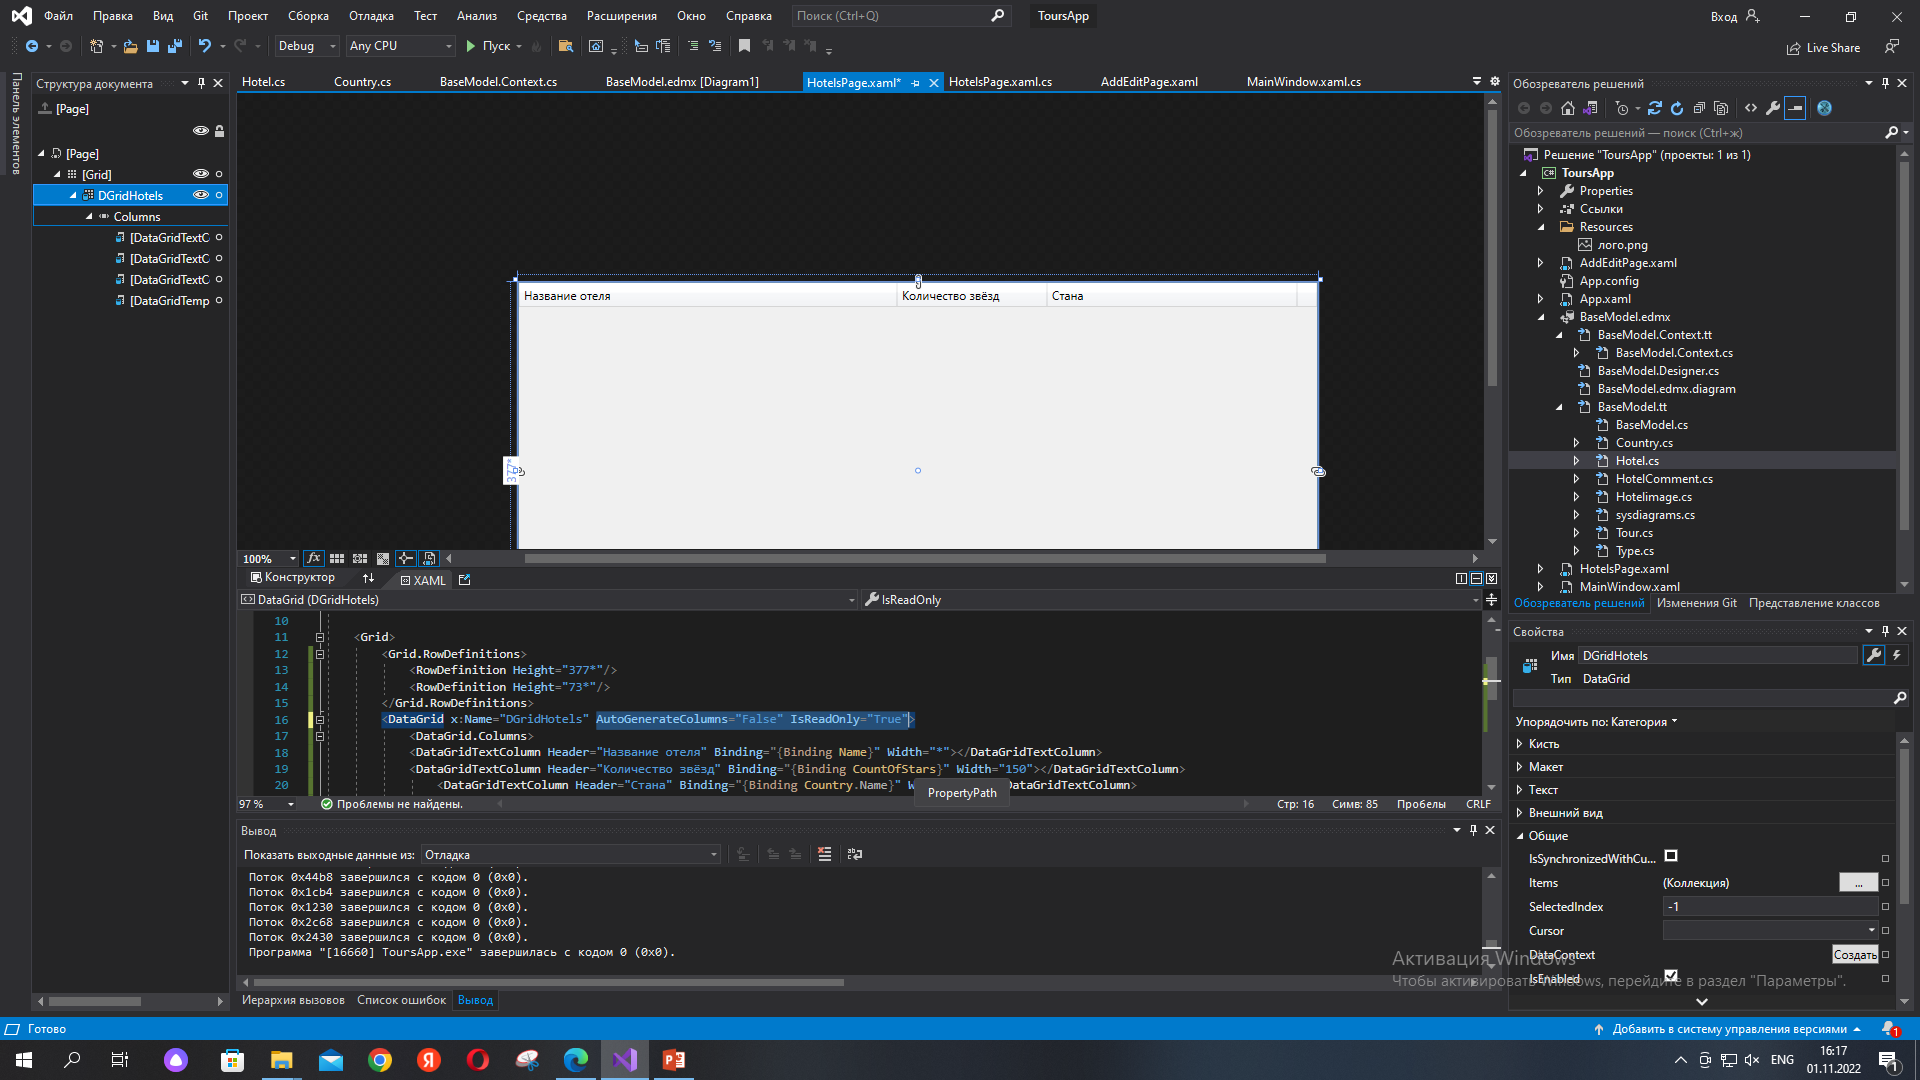 Файл Правка Вид Git Проект Сборка Отладка Тест Анализ Средства Расширения Окно Справка Поиск (Ctrl+Q) ToursApp Вход
Debug Any CPU Пуск Live Share
Панель элементов
Структура документа
[Page]
[Page]
[Grid]
DGridHotels
Columns
[DataGridTextC
[DataGridTextC
[DataGridTextC
[DataGridTemp
Hotel.cs Country.cs BaseModel.Context.cs BaseModel.edmx [Diagram1] HotelsPage.xaml* HotelsPage.xaml.cs AddEditPage.xaml MainWindow.xaml.cs
Название отеля Количество звёзд Стана
377*
100%
Конструктор XAML
DataGrid (DGridHotels) IsReadOnly
10
11 <Grid>
12 <Grid.RowDefinitions>
13 <RowDefinition Height="377*"/>
14 <RowDefinition Height="73*"/>
15 </Grid.RowDefinitions>
16 <DataGrid x:Name="DGridHotels" AutoGenerateColumns="False" IsReadOnly="True">
17 <DataGrid.Columns>
18 <DataGridTextColumn Header="Название отеля" Binding="{Binding Name}" Width="*"></DataGridTextColumn>
19 <DataGridTextColumn Header="Количество звёзд" Binding="{Binding CountOfStars}" Width="150"></DataGridTextColumn>
20 <DataGridTextColumn Header="Стана" Binding="{Binding Country.Name}" W DataGridTextColumn>
PropertyPath
97 % Проблемы не найдены. Стр: 16 Симв: 85 Пробелы CRLF
Вывод
Показать выходные данные из: Отладка
Поток 0x44b8 завершился с кодом 0 (0x0).
Поток 0x1cb4 завершился с кодом 0 (0x0).
Поток 0x1230 завершился с кодом 0 (0x0).
Поток 0x2c68 завершился с кодом 0 (0x0).
Поток 0x2430 завершился с кодом 0 (0x0).
Программа "[16660] ToursApp.exe" завершилась с кодом 0 (0x0).
Иерархия вызовов Список ошибок Вывод
Обозреватель решений
Обозреватель решений — поиск (Ctrl+ж)
Решение "ToursApp" (проекты: 1 из 1)
C# ToursApp
Properties
Ссылки
Resources
лого.png
AddEditPage.xaml
App.config
App.xaml
BaseModel.edmx
BaseModel.Context.tt
BaseModel.Context.cs
BaseModel.Designer.cs
BaseModel.edmx.diagram
BaseModel.tt
BaseModel.cs
Country.cs
Hotel.cs
HotelComment.cs
Hotelimage.cs
sysdiagrams.cs
Tour.cs
Type.cs
HotelsPage.xaml
MainWindow.xaml
Обозреватель решений Изменения Git Представление классов
Свойства
Имя DGridHotels
Тип DataGrid
Упорядочить по: Категория
Кисть
Макет
Текст
Внешний вид
Общие
IsSynchronizedWithCu...
Items (Коллекция) ...
SelectedIndex -1
Cursor
DataContext Создать
IsEnabled
Активация Windows
Чтобы активировать Windows, перейдите в раздел "Параметры".
Готово Добавить в систему управления версиями 1
ENG 16:17
01.11.2022 1